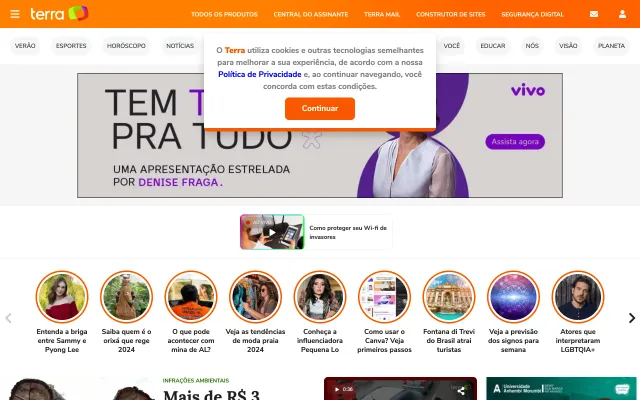 terra
TODOS OS PRODUTOS
CENTRAL DO ASSINANTE
TERRA MAIL
CONSTRUTOR DE SITES
SEGURANÇA DIGITAL
VERÃO
ESPORTES
HORÓSCOPO
NOTÍCIAS
VOCÊ
EDUCAR
NÓS
VISÃO
PLANETA
O Terra utiliza cookies e outras tecnologias semelhantes
para melhorar a sua experiência, de acordo com a nossa
Política de Privacidade e, ao continuar navegando, você
concorda com estas condições.
Continuar
TEM T
PRA TUDO
UMA APRESENTAÇÃO ESTRELADA
POR DENISE FRAGA.
vivo
Assista agora
Como proteger seu Wi-fi de
invasores
Entenda a briga
entre Sammy e
Pyong Lee
Saiba quem é o
orixá que rege
2024
O que pode
acontecer com
mina de AL?
Veja as tendências
de moda praia
2024
Conheça a
influenciadora
Pequena Lo
Como usar o
Canva? Veja
primeiros passos
Fontana di Trevi
do Brasil atrai
turistas
Veja a previsão
dos signos para
semana
Atores que
interpretaram
LGBTQIA+
INFRAÇÕES AMBIENTAIS
Mais de R$ 3
0:36
Universidade
Anhembi Morumbi